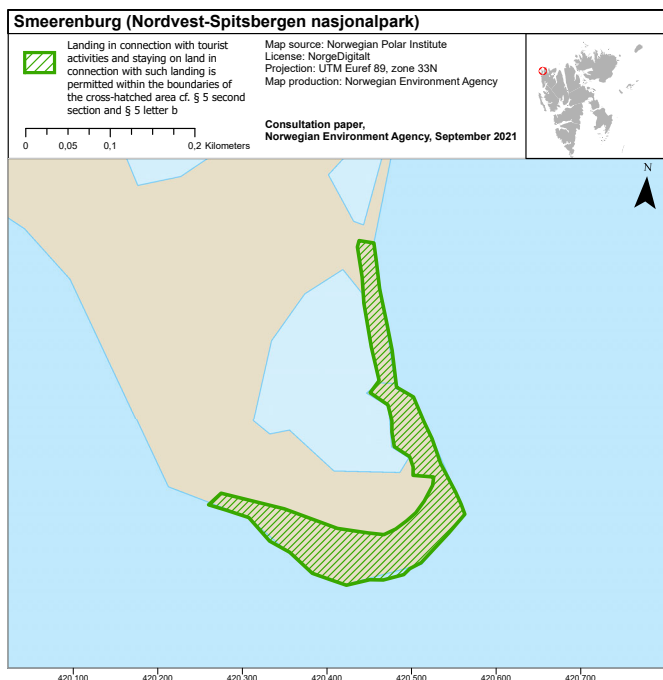 Smeerenburg (Nordvest-Spitsbergen nasjonalpark)
Landing in connection with tourist
activities and staying on land in
connection with such landing is
permitted within the boundaries of
the cross-hatched area cf. § 5 second
section and § 5 letter b
0 0,05 0,1 0,2 Kilometers
Map source: Norwegian Polar Institute
License: NorgeDigitalt
Projection: UTM Euref 89, zone 33N
Map production: Norwegian Environment Agency
Consultation paper,
Norwegian Environment Agency, September 2021
N
420 100 420 200 420 300 420 400 420 500 420 600 420 700